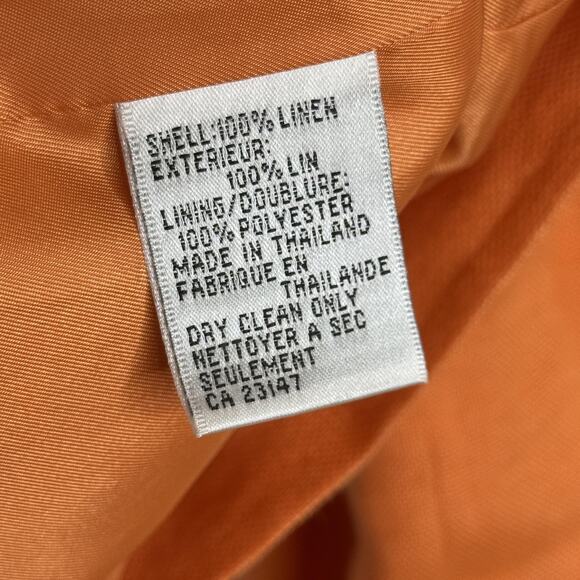 SHELL:100% LINEN
EXTERIEUR:
100% LIN
LINING/DOUBLURE:
100% POLYESTER
MADE IN THAILAND
FABRIQUE EN
THAILANDE
DRY CLEAN ONLY
NETTOYER A SEC
SEULEMENT
CA 23147